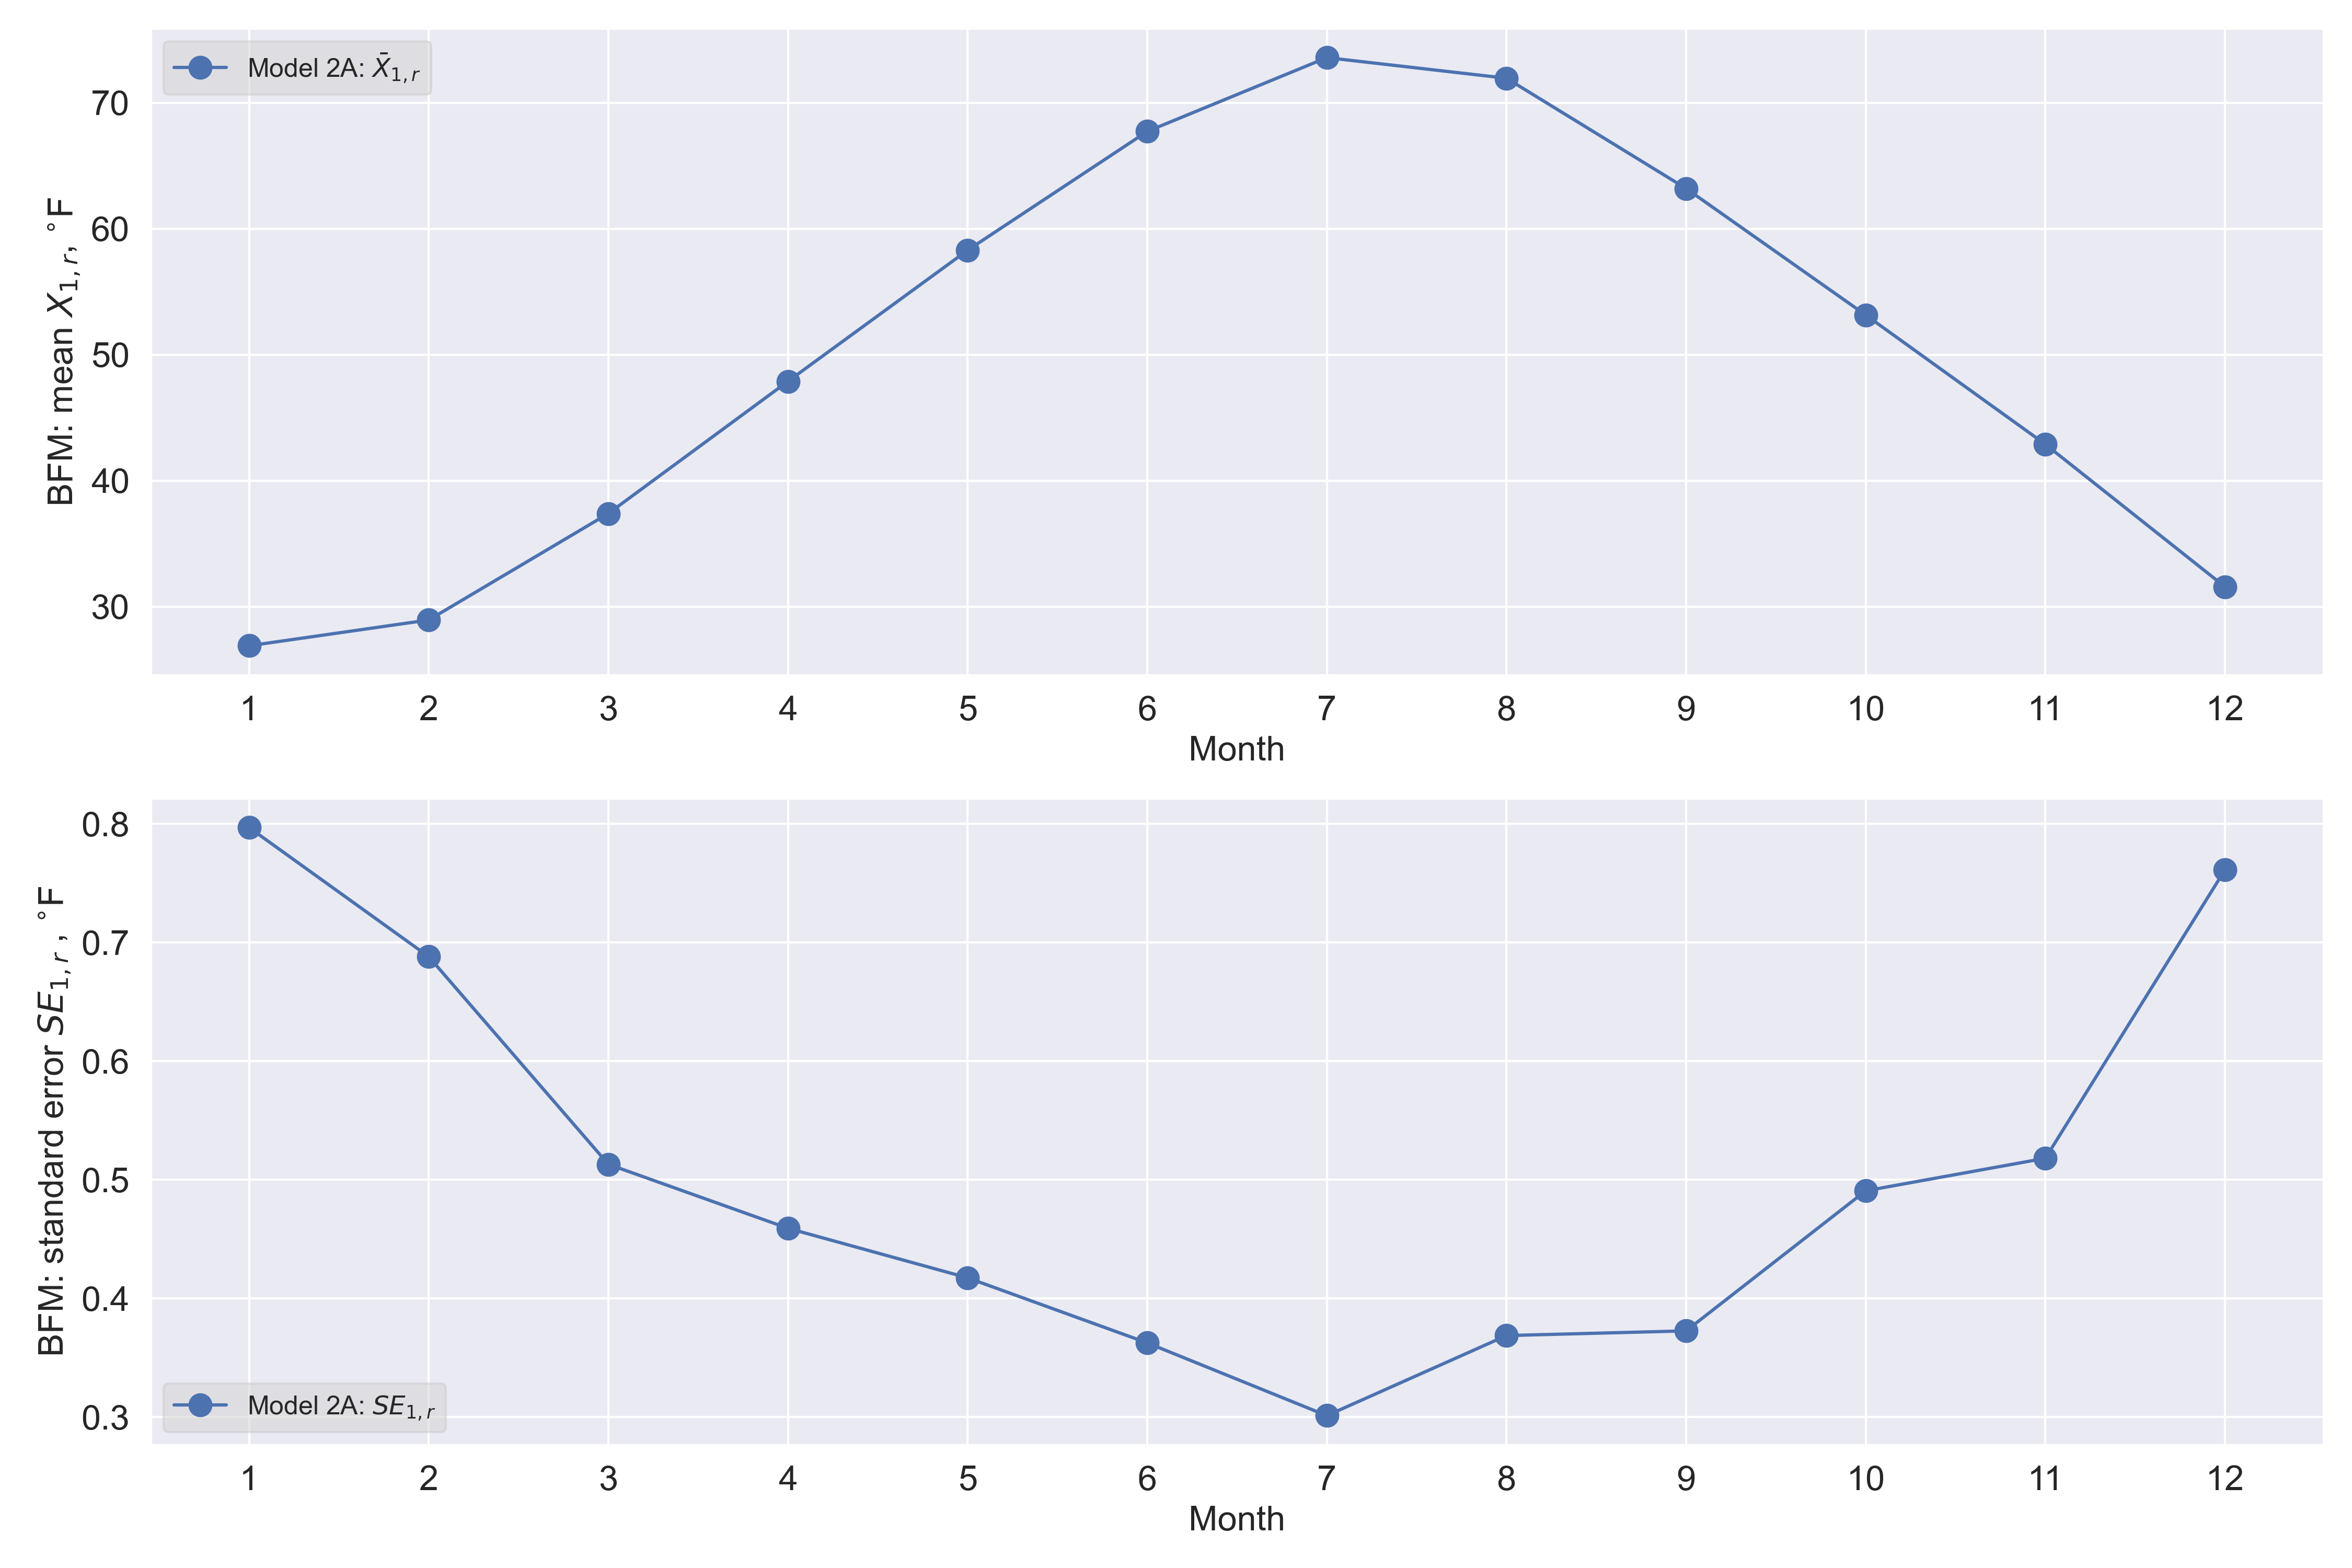 Model 2A: X̄1, r
BFM: mean X1, r, °F
70
60
50
40
30
1 2 3 4 5 6 7 8 9 10 11 12
Month
Model 2A: SE1, r
BFM: standard error SE1, r , °F
0.8
0.7
0.6
0.5
0.4
0.3
1 2 3 4 5 6 7 8 9 10 11 12
Month